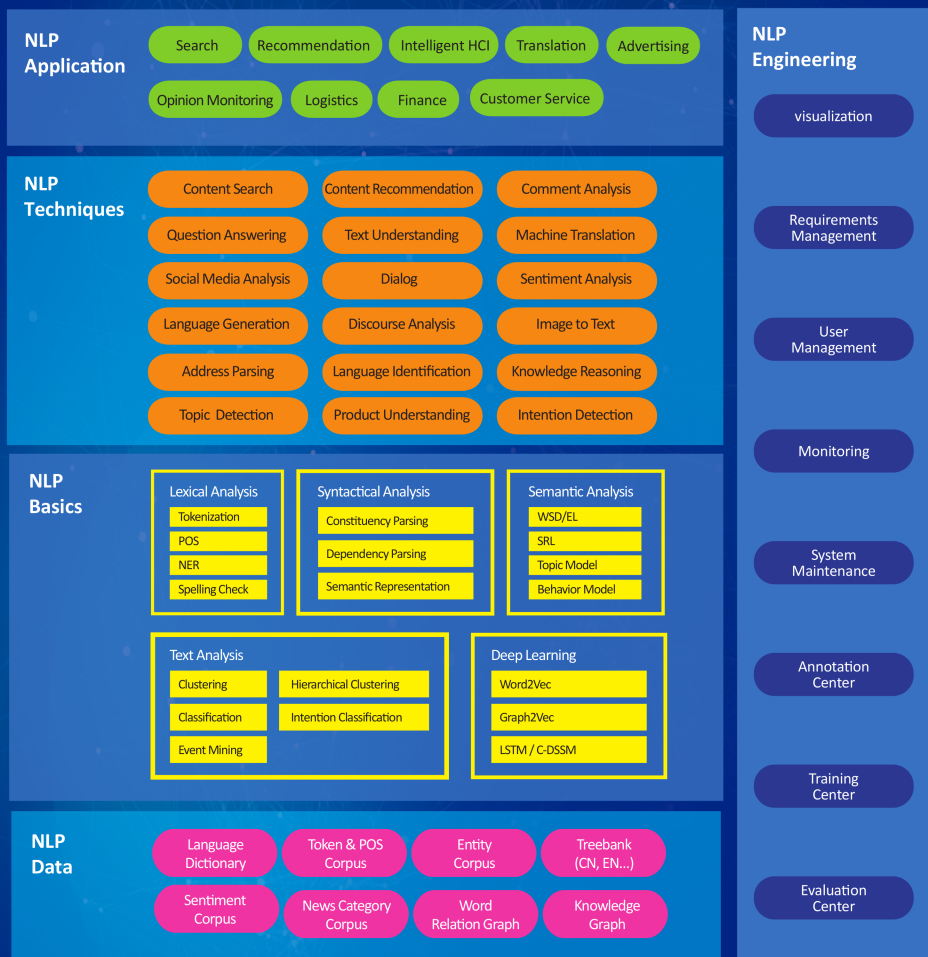 NLP
Application
Search
Recommendation
Intelligent HCI
Translation
Advertising
Opinion Monitoring
Logistics
Finance
Customer Service
NLP
Techniques
Content Search
Content Recommendation
Comment Analysis
Question Answering
Text Understanding
Machine Translation
Social Media Analysis
Dialog
Sentiment Analysis
Language Generation
Discourse Analysis
Image to Text
Address Parsing
Language Identification
Knowledge Reasoning
Topic Detection
Product Understanding
Intention Detection
NLP
Basics
Lexical Analysis
Tokenization
POS
NER
Spelling Check
Syntactical Analysis
Constituency Parsing
Dependency Parsing
Semantic Representation
Semantic Analysis
WSD/EL
SRL
Topic Model
Behavior Model
Text Analysis
Clustering
Hierarchical Clustering
Classification
Intention Classification
Event Mining
Deep Learning
Word2Vec
Graph2Vec
LSTM / C-DSSM
NLP
Data
Language
Dictionary
Token & POS
Corpus
Entity
Corpus
Treebank
(CN, EN...)
Sentiment
Corpus
News Category
Corpus
Word
Relation Graph
Knowledge
Graph
NLP
Engineering
visualization
Requirements
Management
User
Management
Monitoring
System
Maintenance
Annotation
Center
Training
Center
Evaluation
Center